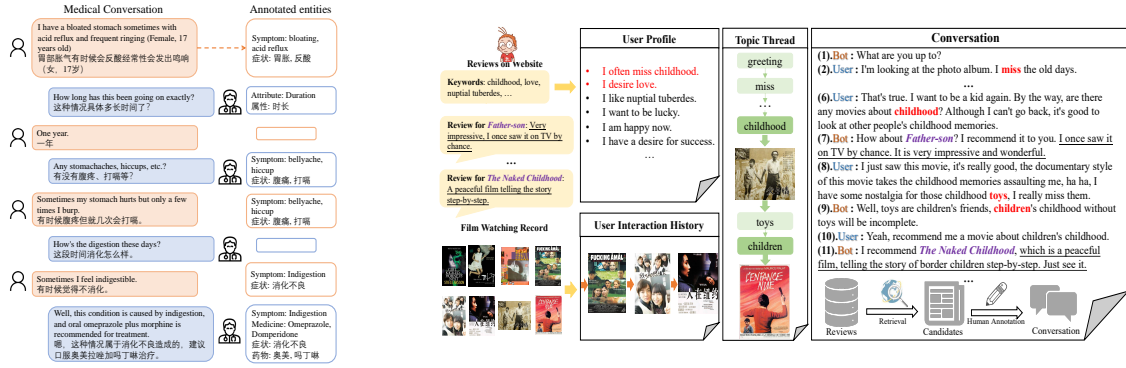 Medical Conversation
Annotated entities
I have a bloated stomach sometimes with
acid reflux and frequent ringing (Female, 17
years old)
胃部胀气有时候会反酸经常性会发出鸣响
（女，17岁）
Symptom: bloating,
acid reflux
症状: 胃胀, 反酸
How long has this been going on exactly?
这种情况具体多长时间了？
Attribute: Duration
属性: 时长
One year.
一年
Any stomachaches, hiccups, etc.?
有没有腹疼、打嗝等？
Symptom: bellyache,
hiccup
症状: 腹痛, 打嗝
Sometimes my stomach hurts but only a few
times I burp.
有时候腹疼但就几次会打嗝。
Symptom: bellyache,
hiccup
症状: 腹痛, 打嗝
How's the digestion these days?
这段时间消化怎么样。
Sometimes I feel indigestible.
有时候觉得不消化。
Symptom: Indigestion
症状: 消化不良
Well, this condition is caused by indigestion,
and oral omeprazole plus morphine is
recommended for treatment.
嗯，这种情况属于消化不良造成的，建议
口服奥美拉唑加吗丁啉治疗。
Symptom: Indigestion
Medicine: Omeprazole,
Domperidone
症状: 消化不良
药物: 奥美, 吗丁啉
Reviews on Website
Keywords: childhood, love,
nuptial tuberdes, …
Review for Father-son: Very
impressive, I once saw it on TV by
chance.
…
Review for The Naked Childhood:
A peaceful film telling the story
step-by-step.
Film Watching Record
FUCKING ÅMÅL
User Profile
• I often miss childhood.
• I desire love.
• I like nuptial tuberdes.
• I want to be lucky.
• I am happy now.
• I have a desire for success.
…
User Interaction History
FUCKING ÅMÅL
Topic Thread
greeting
miss
…
childhood
toys
children
L'ENFANCE
NUE
Conversation
(1).Bot : What are you up to?
(2).User : I'm looking at the photo album. I miss the old days.
…
(6).User : That's true. I want to be a kid again. By the way, are there
any movies about childhood? Although I can't go back, it's good to
look at other people's childhood memories.
(7).Bot : How about Father-son? I recommend it to you. I once saw it
on TV by chance. It is very impressive and wonderful.
(8).User : I just saw this movie, it's really good, the documentary style
of this movie takes the childhood memories assaulting me, ha ha, I
have some nostalgia for those childhood toys, I really miss them.
(9).Bot : Well, toys are children's friends, children's childhood without
toys will be incomplete.
(10).User : Yeah, recommend me a movie about children's childhood.
(11).Bot : I recommend The Naked Childhood, which is a peaceful
film, telling the story of border children step-by-step. Just see it.
…
Reviews
Retrieval
Candidates
Human Annotation
Conversation